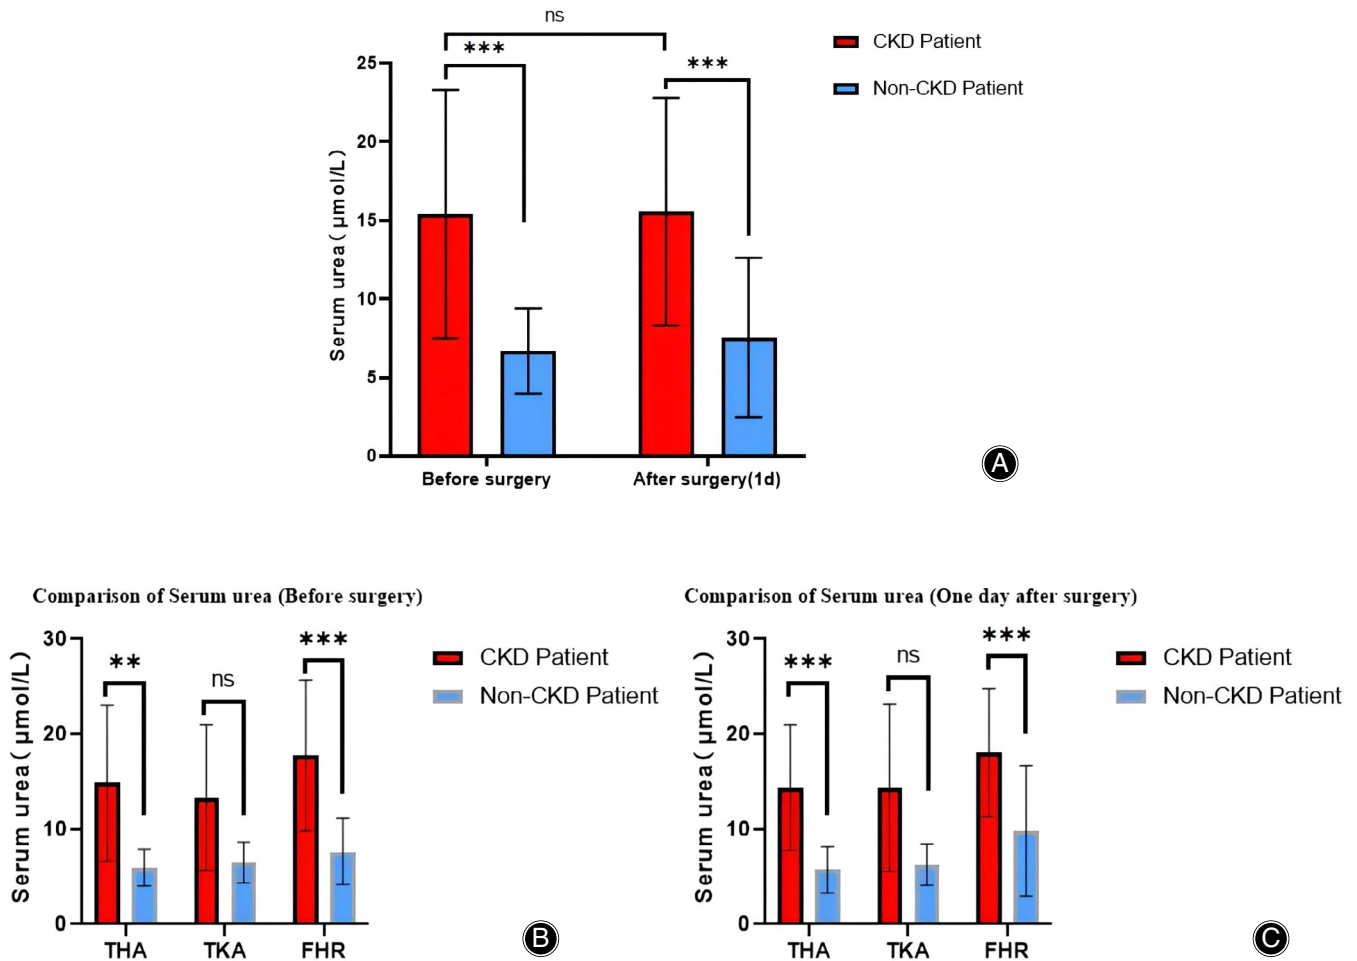 ns
***
***
CKD Patient
Non-CKD Patient
25
20
15
10
5
0
Serum urea( μmol/L)
Before surgery
After surgery(1d)
A
Comparison of Serum urea (Before surgery)
30
20
10
0
Serum urea( μmol/L)
**
ns
***
CKD Patient
Non-CKD Patient
THA
TKA
FHR
B
Comparison of Serum urea (One day after surgery)
30
20
10
0
Serum urea( μmol/L)
***
ns
***
CKD Patient
Non-CKD Patient
THA
TKA
FHR
C